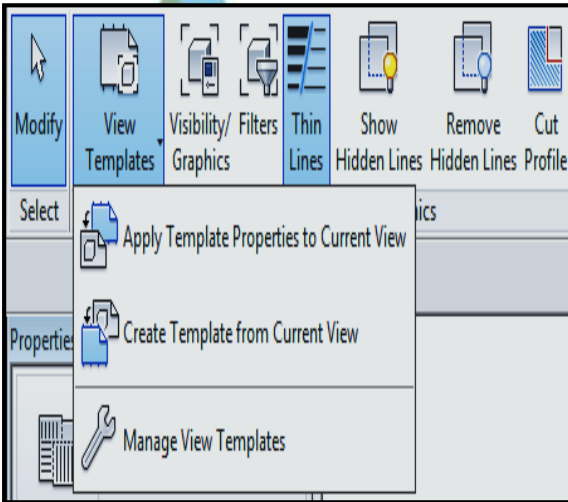 Modify
View
Templates
Visibility/
Graphics
Filters
Thin
Lines
Show
Hidden Lines
Remove
Hidden Lines
Cut
Profile
Select
ics
Apply Template Properties to Current View
Create Template from Current View
Properties
Manage View Templates